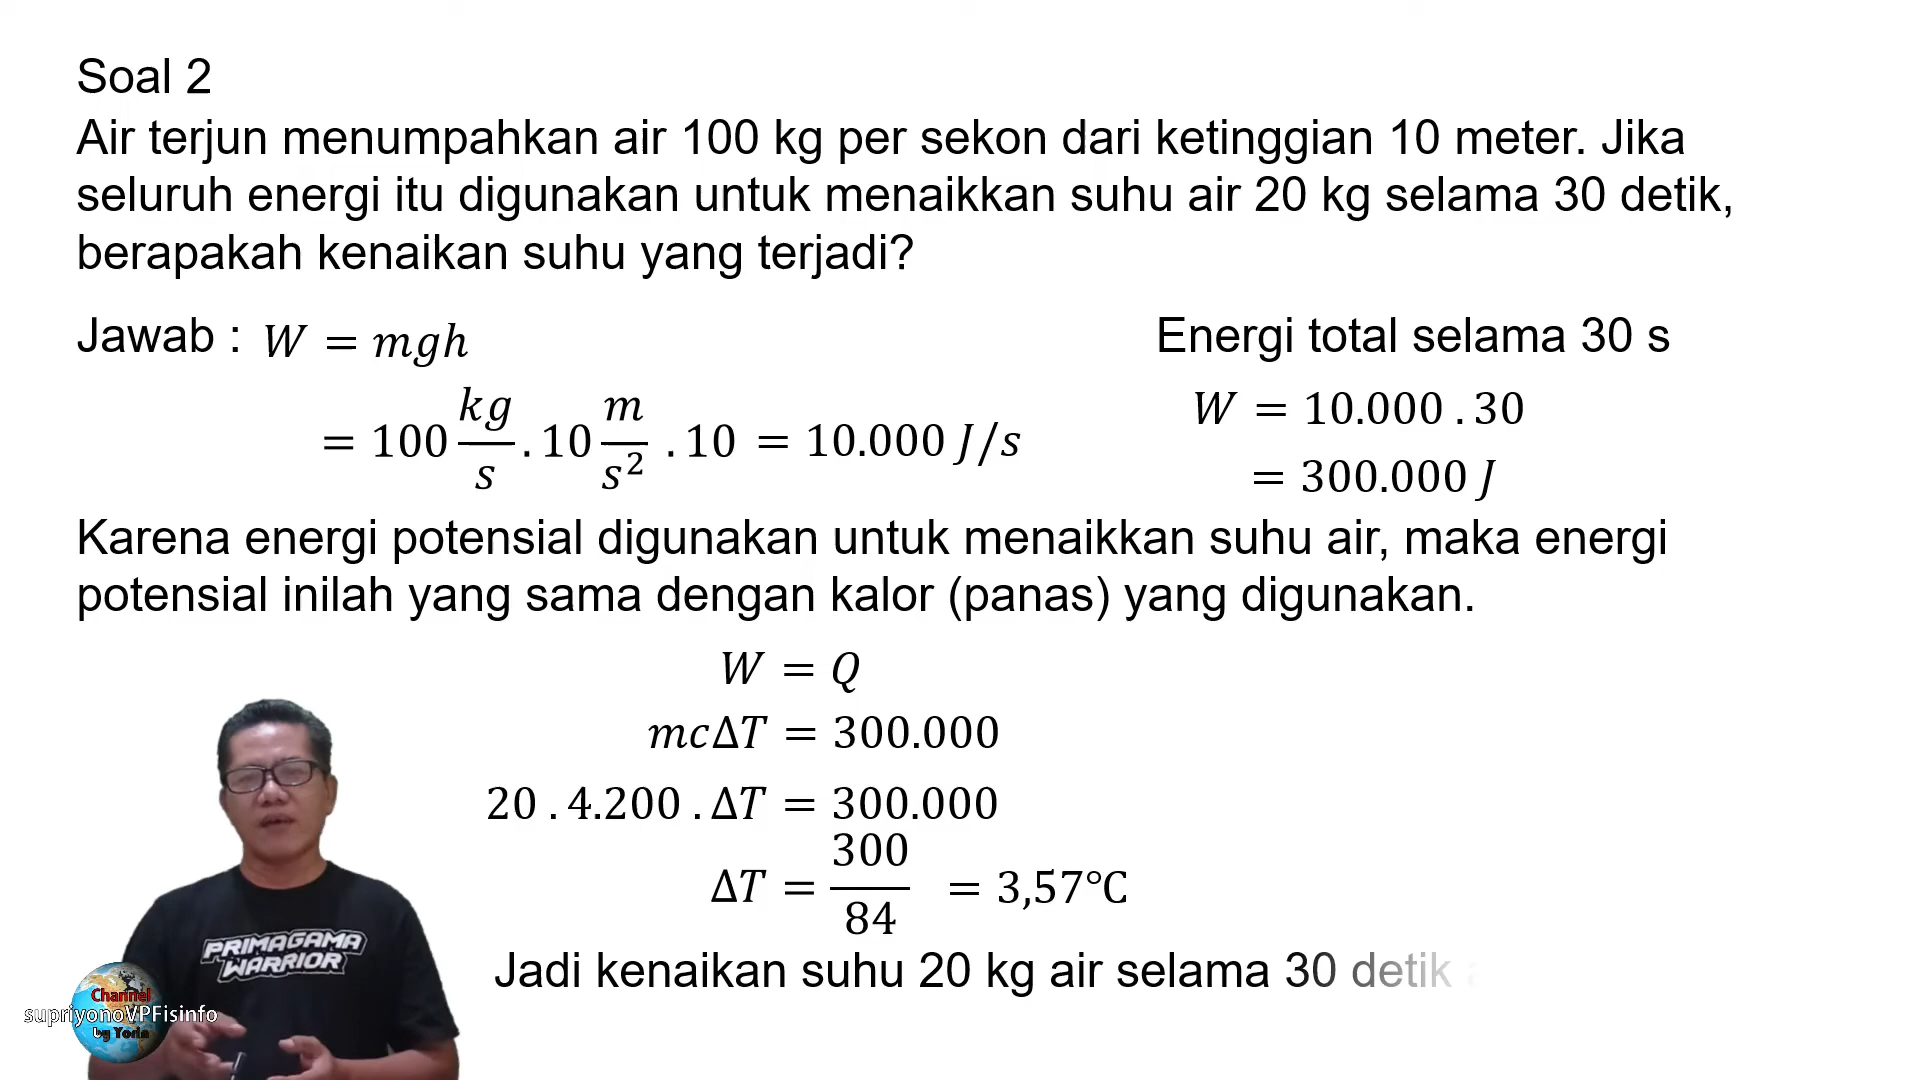 Soal 2
Air terjun menumpahkan air 100 kg per sekon dari ketinggian 10 meter. Jika
seluruh energi itu digunakan untuk menaikkan suhu air 20 kg selama 30 detik,
berapakah kenaikan suhu yang terjadi?
Jawab : W = mgh
= 100 kg/s . 10 m/s² . 10 = 10.000 J/s
Energi total selama 30 s
W = 10.000 . 30
= 300.000 J
Karena energi potensial digunakan untuk menaikkan suhu air, maka energi
potensial inilah yang sama dengan kalor (panas) yang digunakan.
W = Q
mcΔT = 300.000
20 . 4.200 . ΔT = 300.000
ΔT = 300/84 = 3,57°C
Jadi kenaikan suhu 20 kg air selama 30 detik
PRIMAGAMA
WARRIOR
Channel
supriyonoVPFisinfo
by Yorin